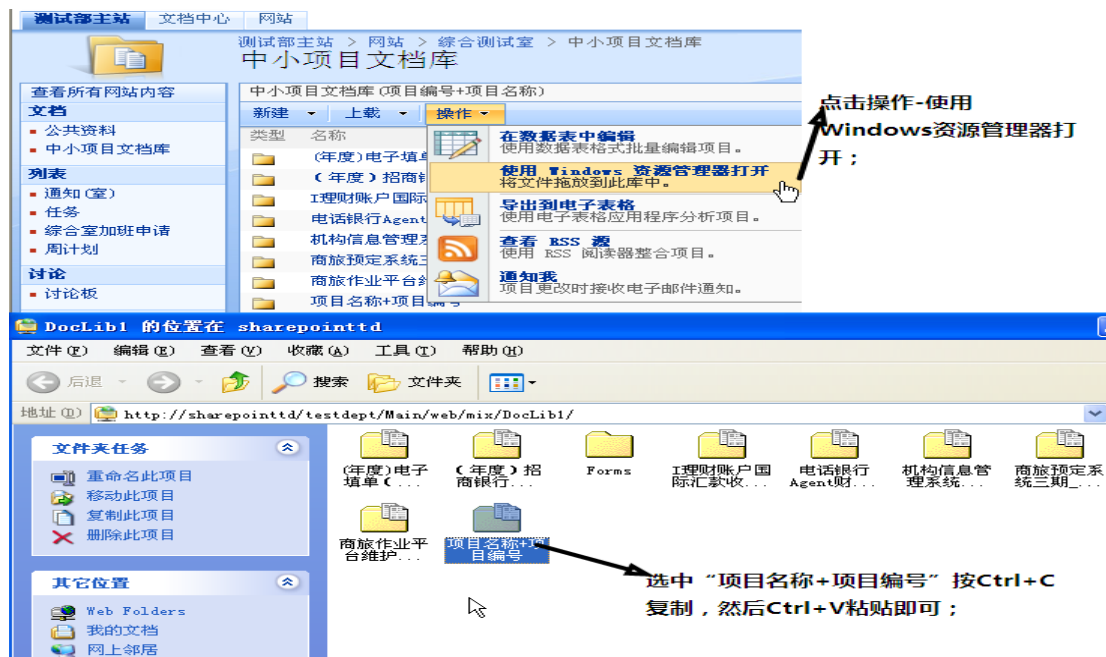 测试部主站 文档中心 网站
测试部主站 > 网站 > 综合测试室 > 中小项目文档库
中小项目文档库
查看所有网站内容
文档
公共资料
中小项目文档库
列表
通知(室)
任务
综合室加班申请
周计划
讨论
讨论板
中小项目文档库(项目编号+项目名称)
新建 上载 操作
类型 名称
(年度)电子填单
(年度)招商银
I理财账户国际
电话银行Agent
机构信息管理系
商旅预定系统三
商旅作业平台维
项目名称+项目编号
在数据表中编辑
使用数据表格式批量编辑项目。
使用 Windows 资源管理器打开
将文件拖放到此库中。
导出到电子表格
使用电子表格应用程序分析项目。
查看 RSS 源
使用 RSS 阅读器整合项目。
通知我
项目更改时接收电子邮件通知。
点击操作-使用
Windows资源管理器打
开；
DocLib1 的位置在 sharepointtd
文件(F) 编辑(E) 查看(V) 收藏(A) 工具(T) 帮助(H)
后退 搜索 文件夹
地址(D) http://sharepointtd/testdept/Main/web/mix/DocLib1/
文件夹任务
重命名此项目
移动此项目
复制此项目
删除此项目
其它位置
Web Folders
我的文档
网上邻居
(年度)电子
填单(...
(年度)招
商银行...
Forms
I理财账户国
际汇款收...
电话银行
Agent财...
机构信息管
理系统...
商旅预定系
统三期_...
商旅作业平
台维护...
项目名称+项
目编号
选中“项目名称+项目编号”按Ctrl+C
复制，然后Ctrl+V粘贴即可；